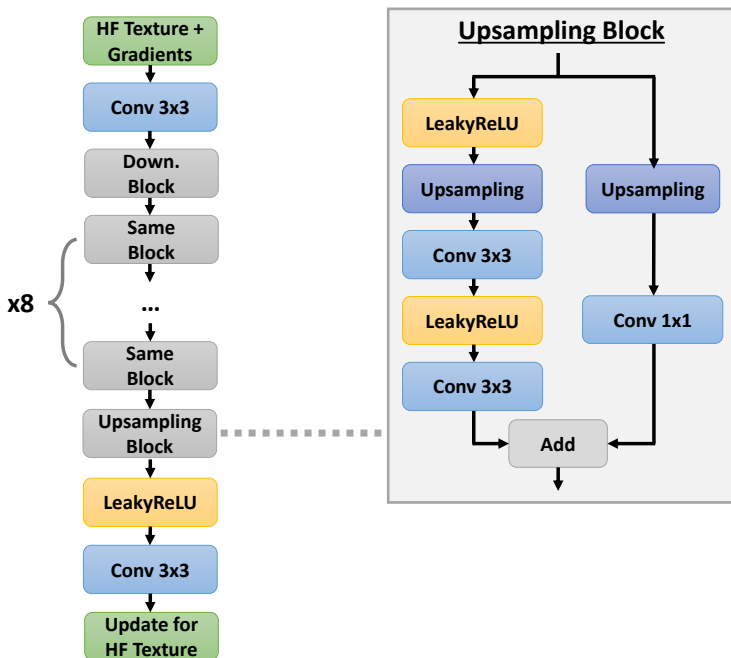 HF Texture +
Gradients
Conv 3x3
Down.
Block
Same
Block
...
x8
Same
Block
Upsampling
Block
LeakyReLU
Conv 3x3
Update for
HF Texture
Upsampling Block
LeakyReLU
Upsampling
Conv 3x3
LeakyReLU
Conv 3x3
Upsampling
Conv 1x1
Add